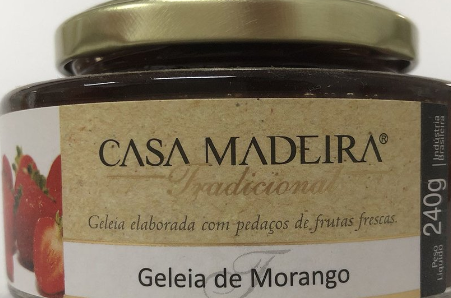 CASA MADEIRA®
Tradicional
Geleia elaborada com pedaços de frutas frescas.
Geleia de Morango
Peso
Líquido
240g
Indústria
Brasileira